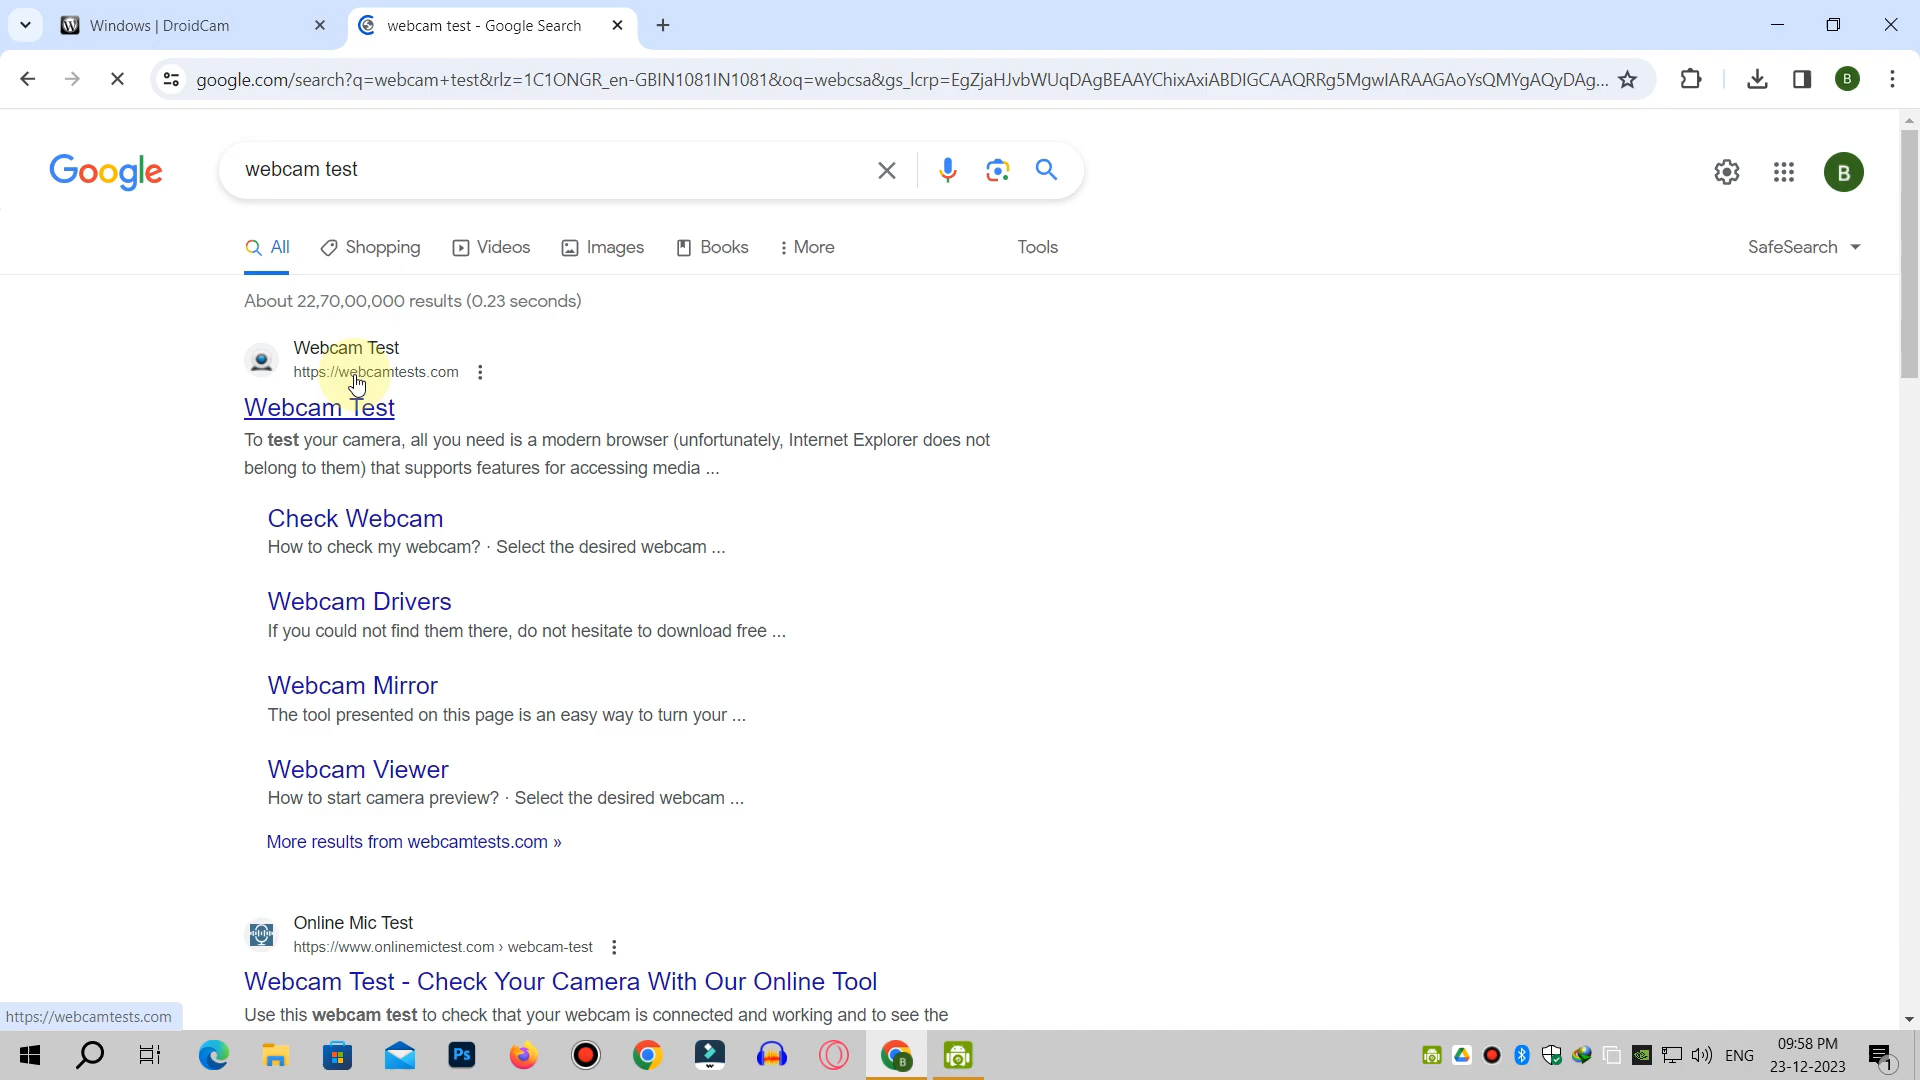 Windows | DroidCam
webcam test - Google Search
google.com/search?q=webcam+test&rlz=1C1ONGR_en-GBIN1081IN1081&oq=webcsa&gs_lcrp=EgZjaHJvbWUqDAgBEAAYChixAxiABDIGCAAQRRg5MgwIARAAGAoYsQMYgAQyDAg...
B
Google
webcam test
B
All
Shopping
Videos
Images
Books
More
Tools
SafeSearch
About 22,70,00,000 results (0.23 seconds)
Webcam Test
https://webcamtests.com
Webcam Test
To test your camera, all you need is a modern browser (unfortunately, Internet Explorer does not
belong to them) that supports features for accessing media ...
Check Webcam
How to check my webcam? · Select the desired webcam ...
Webcam Drivers
If you could not find them there, do not hesitate to download free ...
Webcam Mirror
The tool presented on this page is an easy way to turn your ...
Webcam Viewer
How to start camera preview? · Select the desired webcam ...
More results from webcamtests.com »
Online Mic Test
https://www.onlinemictest.com › webcam-test
Webcam Test - Check Your Camera With Our Online Tool
Use this webcam test to check that your webcam is connected and working and to see the
https://webcamtests.com
Ps
B
ENG
09:58 PM
23-12-2023
1